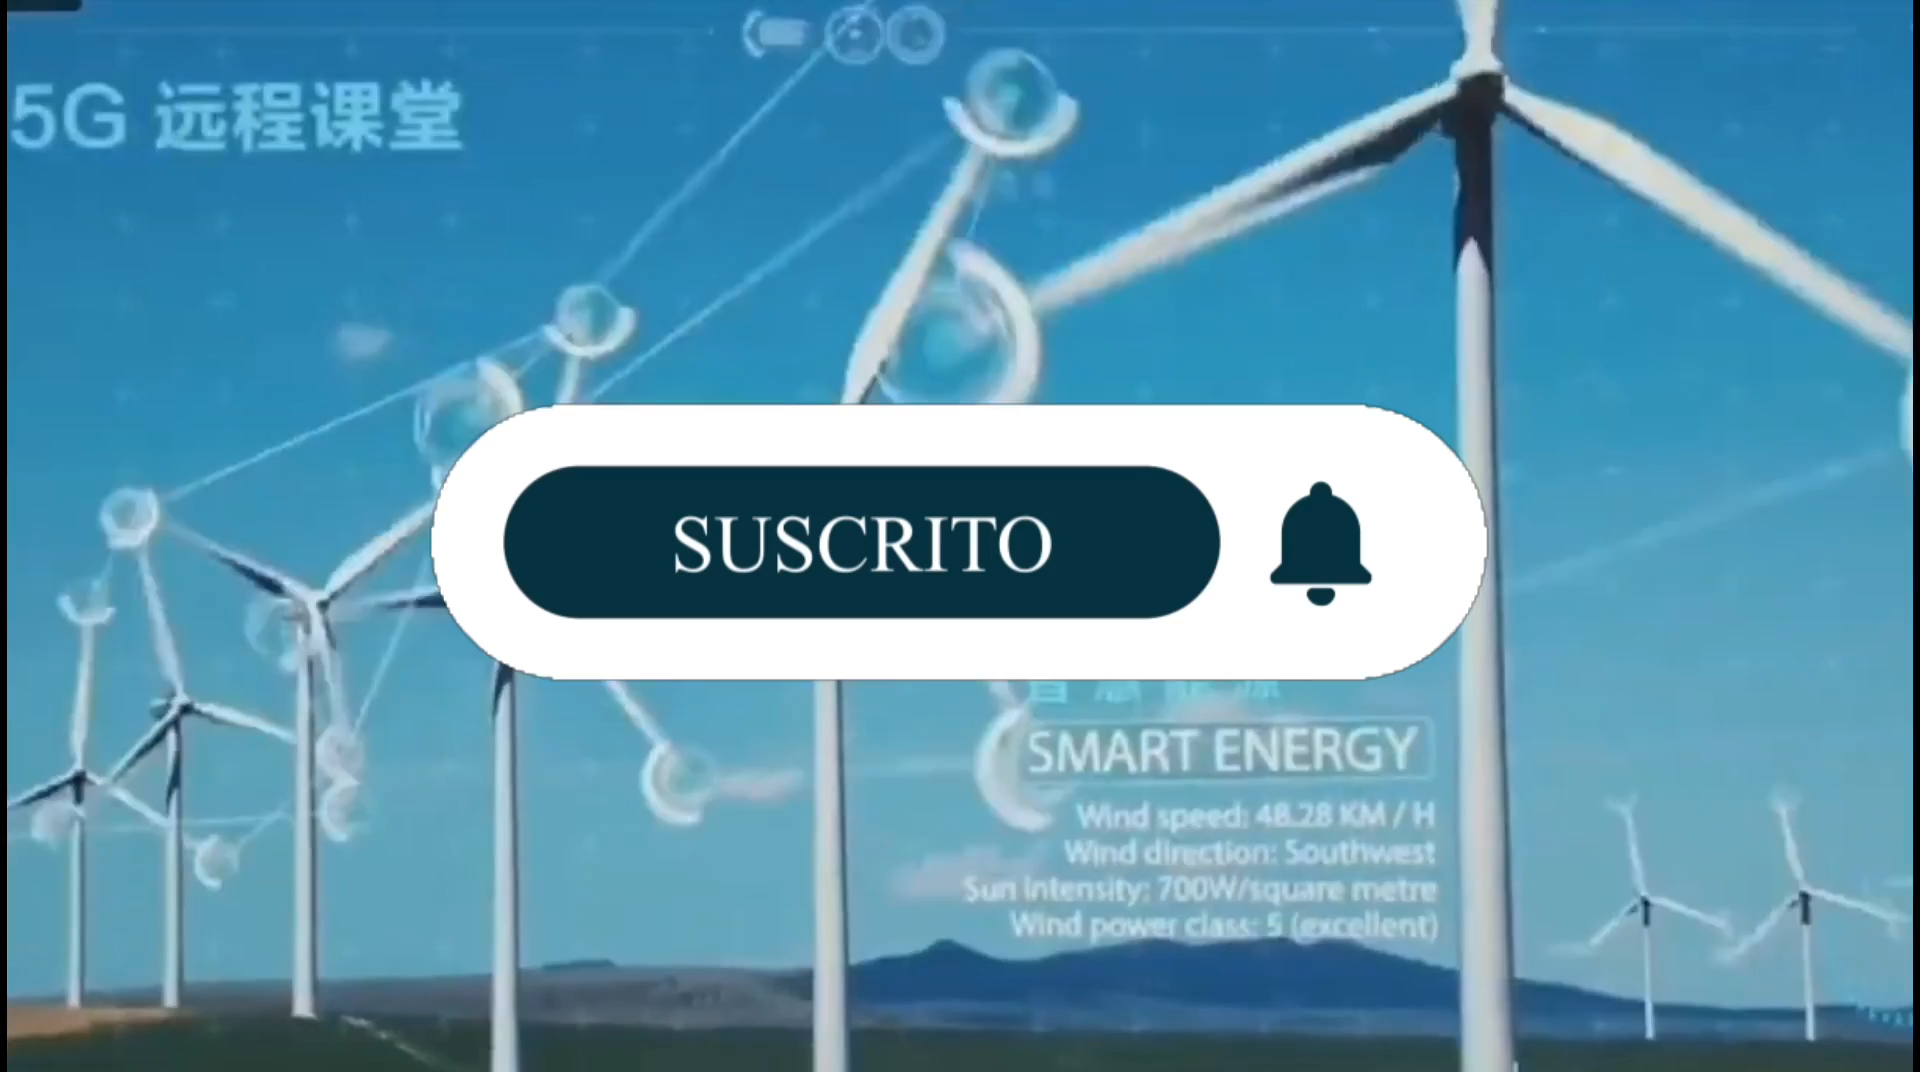 5G 远程课堂
SUSCRITO
SMART ENERGY
Wind speed: 48.28 KM / H
Wind direction: Southwest
Sun intensity: 700W/square metre
Wind power class: 5 (excellent)